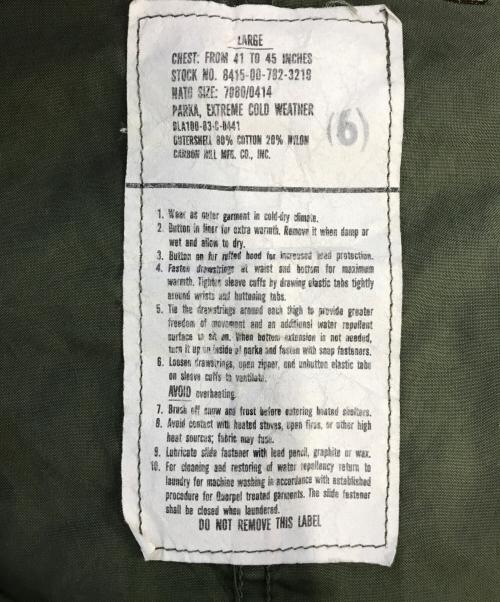 LARGE
CHEST: FROM 41 TO 45 INCHES
STOCK NO. 8415-00-782-3219
NATO SIZE: 7080/0414
PARKA, EXTREME COLD WEATHER
DLA100-83-C-0441
(6)
OUTERSHELL 80% COTTON 20% NYLON
CARBON HILL MFG. CO., INC.
1. Wear as outer garment in cold-dry climate.
2. Button in liner for extra warmth. Remove it when damp or
wet and allow to dry.
3. Button on fur ruffed hood for increased head protection.
4. Fasten drawstrings at waist and bottom for maximum
warmth. Tighten sleeve cuffs by drawing elastic tabs tightly
around wrists and buttoning tabs.
5. Tie the drawstrings around each thigh to provide greater
freedom of movement and an additional water repellent
surface to sit on. When bottom extension is not needed,
turn it up on inside of parka and fasten with snap fasteners.
6. Loosen drawstrings, open zipper, and unbutton elastic tabs
on sleeve cuffs to ventilate.
AVOID overheating.
7. Brush off snow and frost before entering heated shelters.
8. Avoid contact with heated stoves, open fires, or other high
heat sources; fabric may fuse.
9. Lubricate slide fastener with lead pencil, graphite or wax.
10. For cleaning and restoring of water repellency return to
laundry for machine washing in accordance with established
procedure for Quarpel treated garments. The slide fastener
shall be closed when laundered.
DO NOT REMOVE THIS LABEL